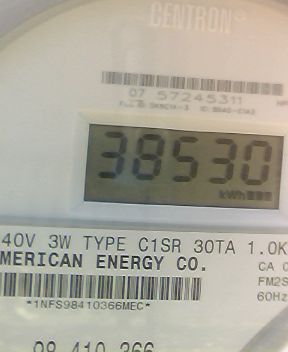 CENTRON
07 57245311
38530
kWh
40V 3W TYPE C1SR 30TA 1.0K
MERICAN ENERGY CO.
CA 0
FM2S
60Hz
*1NFS98410366MEC*
98 410 366